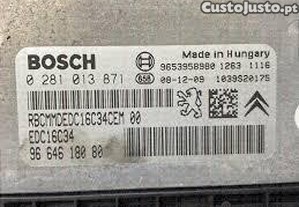 CustoJusto.pt
BOSCH
Made in Hungary
0 281 013 871
9653958980 1263 1116
658
08-12-09 1039S20175
RBCMMDEDC16C34CEM 00
EDC16C34
96 646 180 80